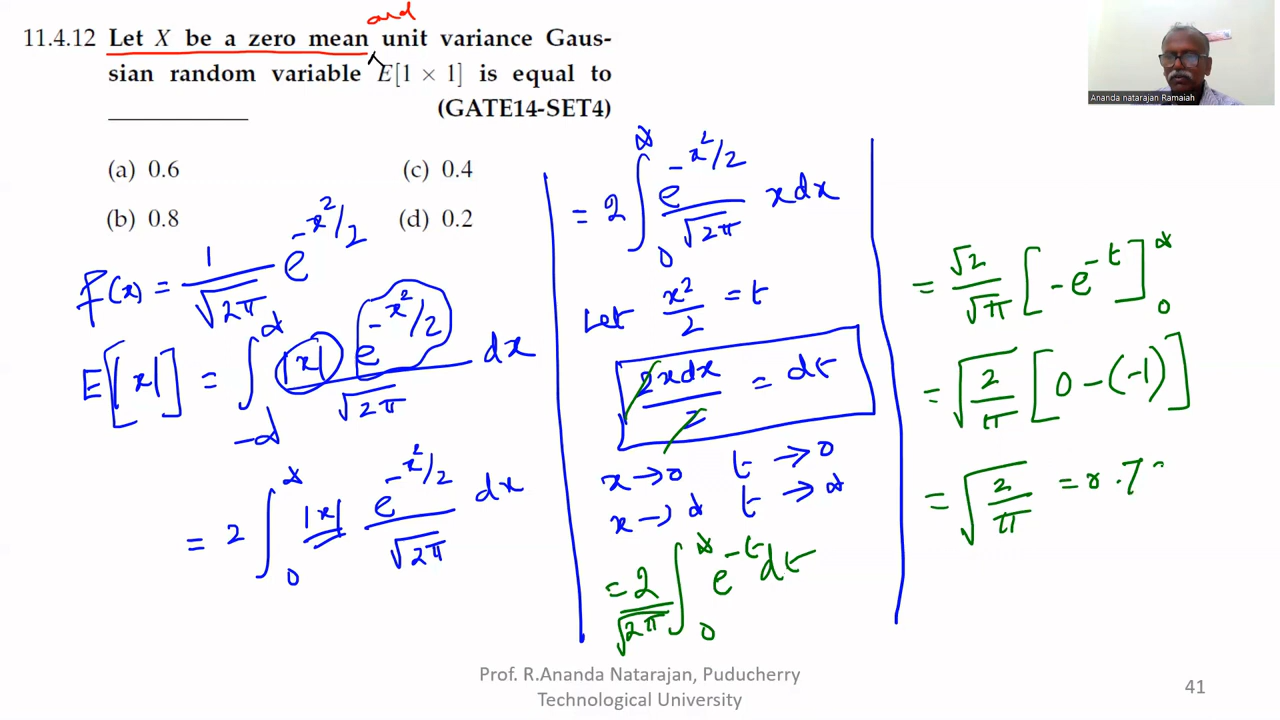 and
11.4.12 Let X be a zero mean unit variance Gaus-
sian random variable E[1 × 1] is equal to
____________ (GATE14-SET4)
(a) 0.6 (c) 0.4
(b) 0.8 (d) 0.2
Ananda natarajan Ramaiah
f(x) = 1/√2π e^-x²/2
E[|x|] = ∫_-∞^∞ |x| e^-x²/2 / √2π dx
= 2 ∫_0^∞ |x| e^-x²/2 / √2π dx
= 2 ∫_0^∞ e^-x²/2 / √2π x dx
Let x²/2 = t
2xdx/2 = dt
x → 0 t → 0
x → ∞ t → ∞
= 2/√2π ∫_0^∞ e^-t dt
= √2/√π [-e^-t]_0^∞
= √2/π [0 - (-1)]
= √2/π = 0.7
Prof. R.Ananda Natarajan, Puducherry
Technological University
41